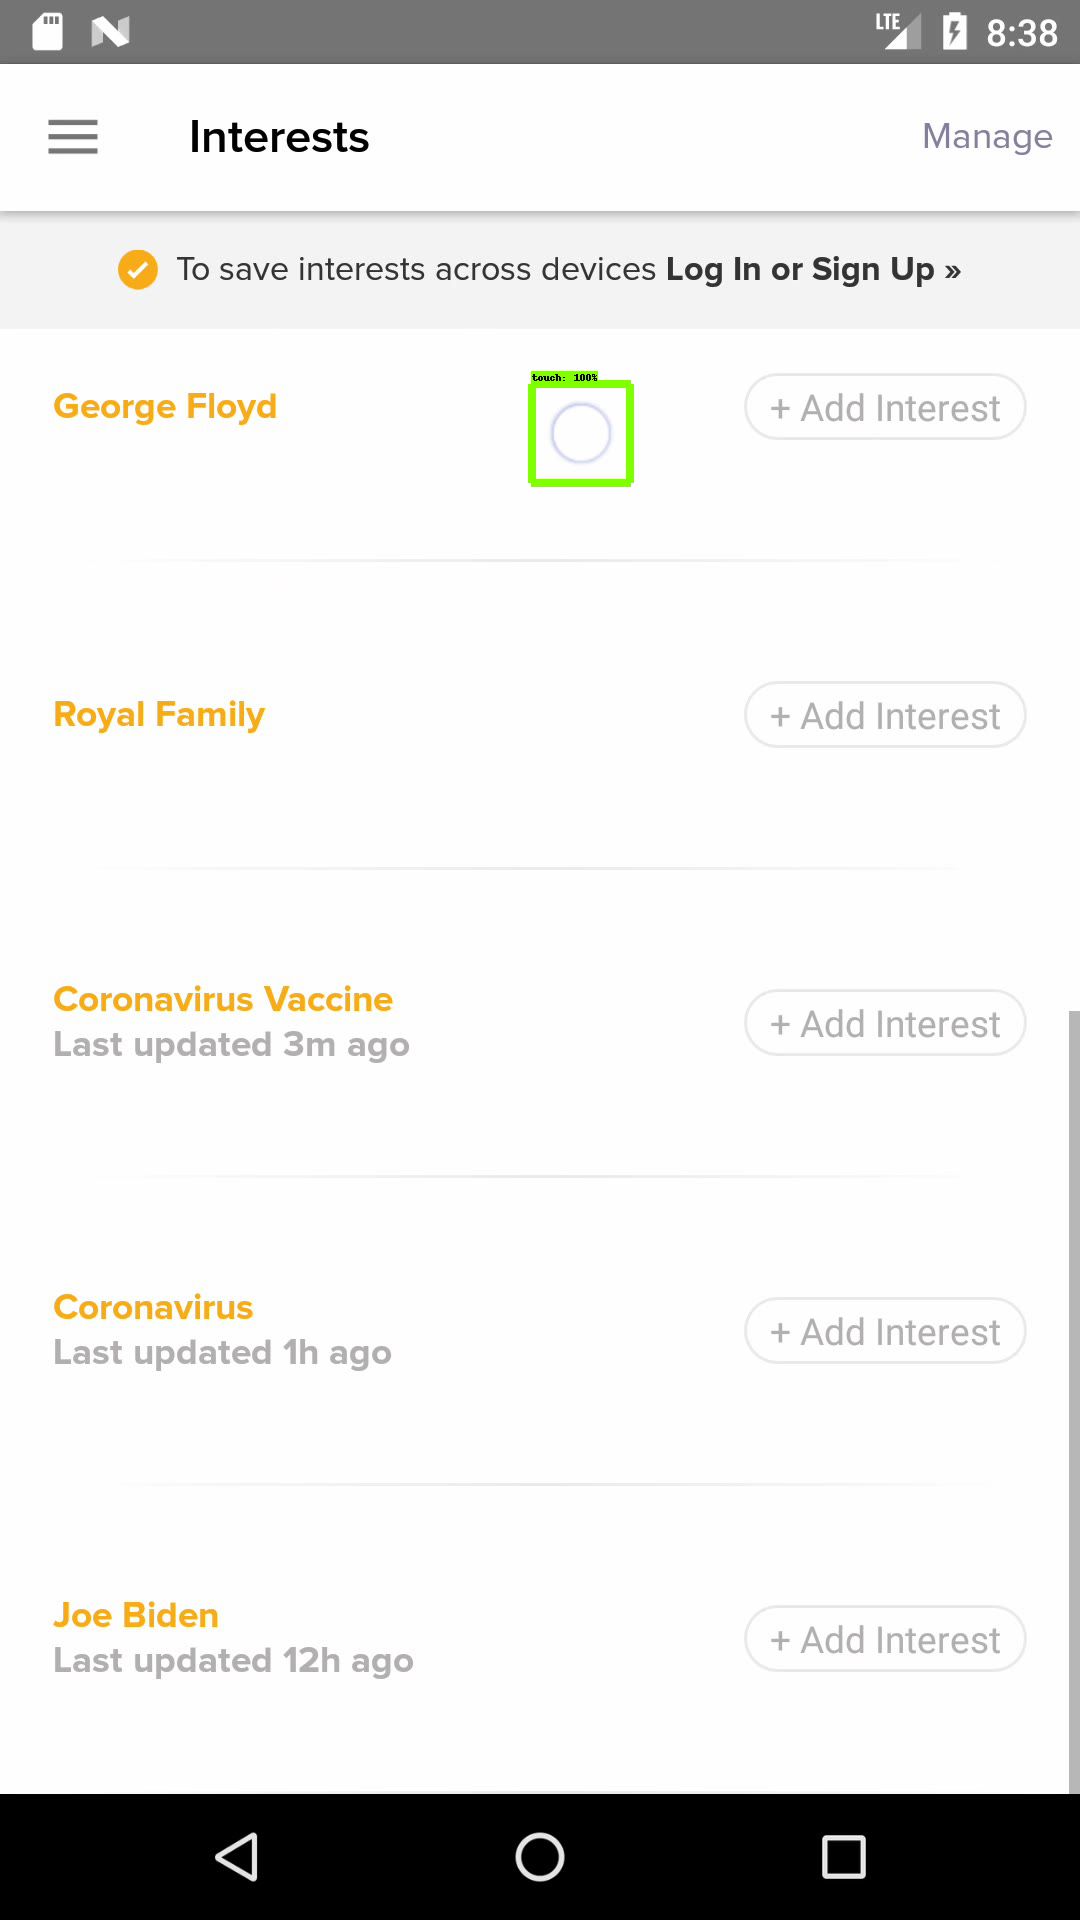 LTE 8:38
Interests
Manage
To save interests across devices Log In or Sign Up »
touch: 100%
George Floyd
+ Add Interest
Royal Family
+ Add Interest
Coronavirus Vaccine
Last updated 3m ago
+ Add Interest
Coronavirus
Last updated 1h ago
+ Add Interest
Joe Biden
Last updated 12h ago
+ Add Interest